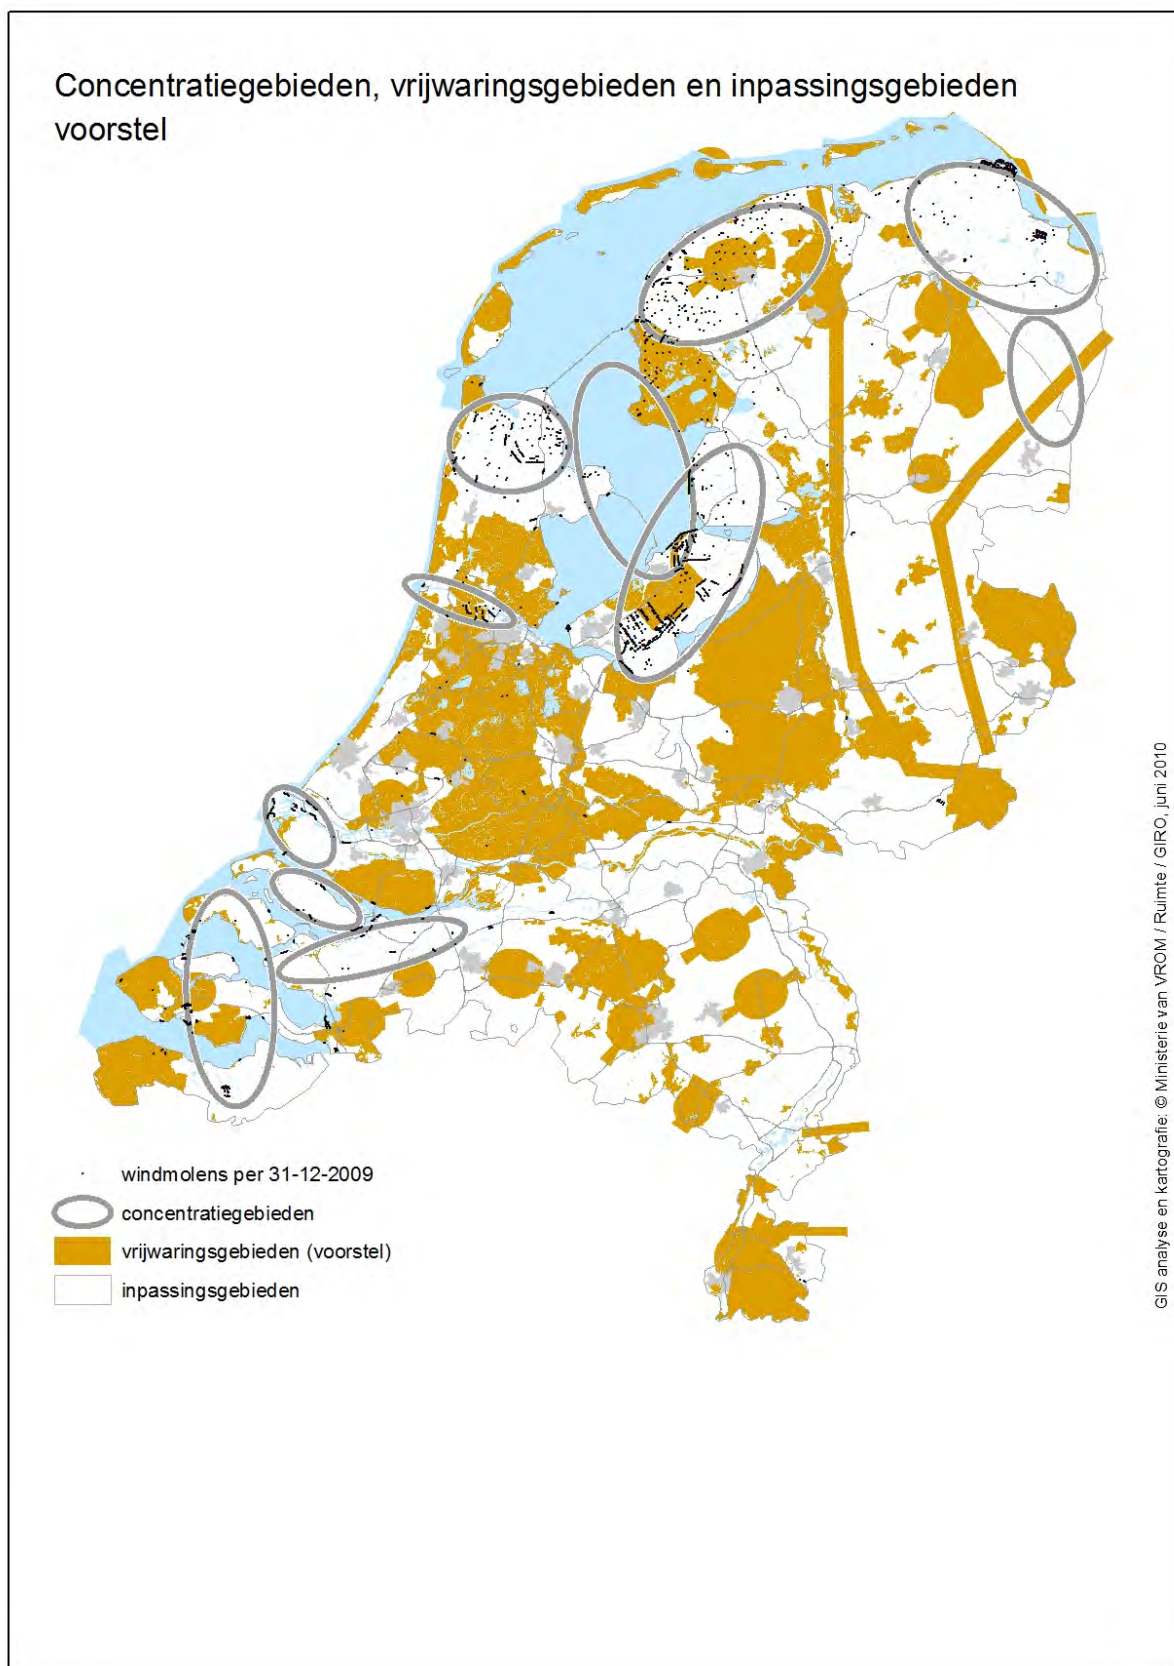 Concentratiegebieden, vrijwaringsgebieden en inpassingsgebieden
voorstel
windmolens per 31-12-2009
concentratiegebieden
vrijwaringsgebieden (voorstel)
inpassingsgebieden
GIS analyse en kartografie: © Ministerie van VROM / Ruimte / GIRO, juni 2010